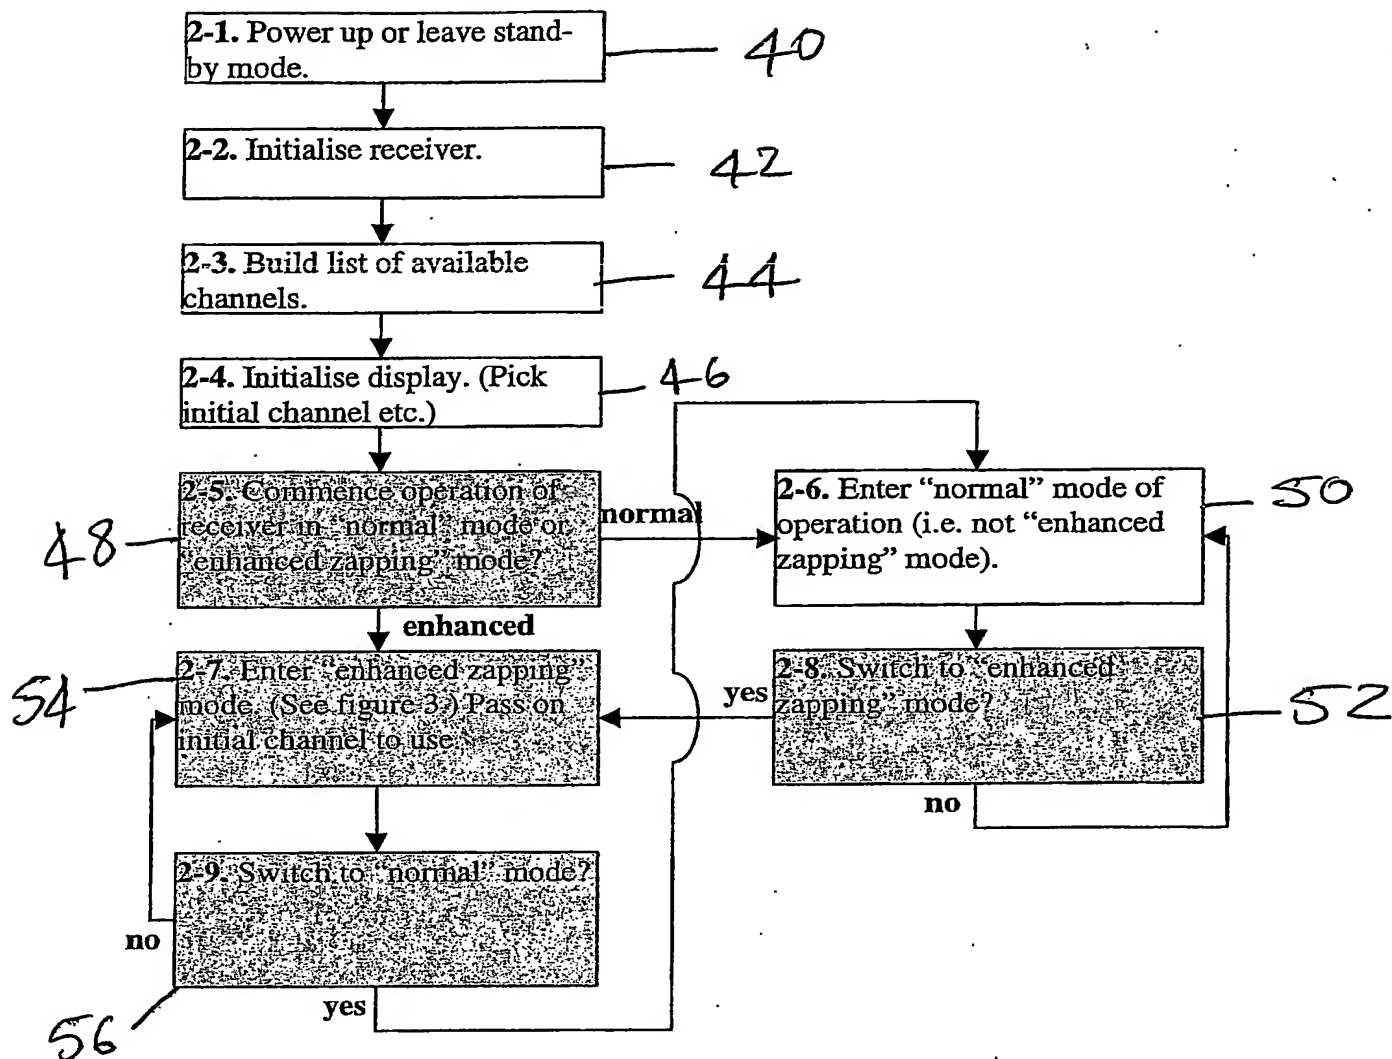 2-1. Power up or leave stand-
by mode.
40
2-2. Initialise receiver.
42
2-3. Build list of available
channels.
44
2-4. Initialise display. (Pick
initial channel etc.)
46
2-5. Commence operation of
receiver in "normal" mode or
"enhanced zapping" mode?
48
normal
2-6. Enter "normal" mode of
operation (i.e. not "enhanced
zapping" mode).
50
enhanced
2-7. Enter "enhanced zapping"
mode. (See figure 3.) Pass on
initial channel to use.
54
yes
2-8. Switch to "enhanced
zapping" mode?
52
no
2-9. Switch to "normal" mode?
no
yes
56